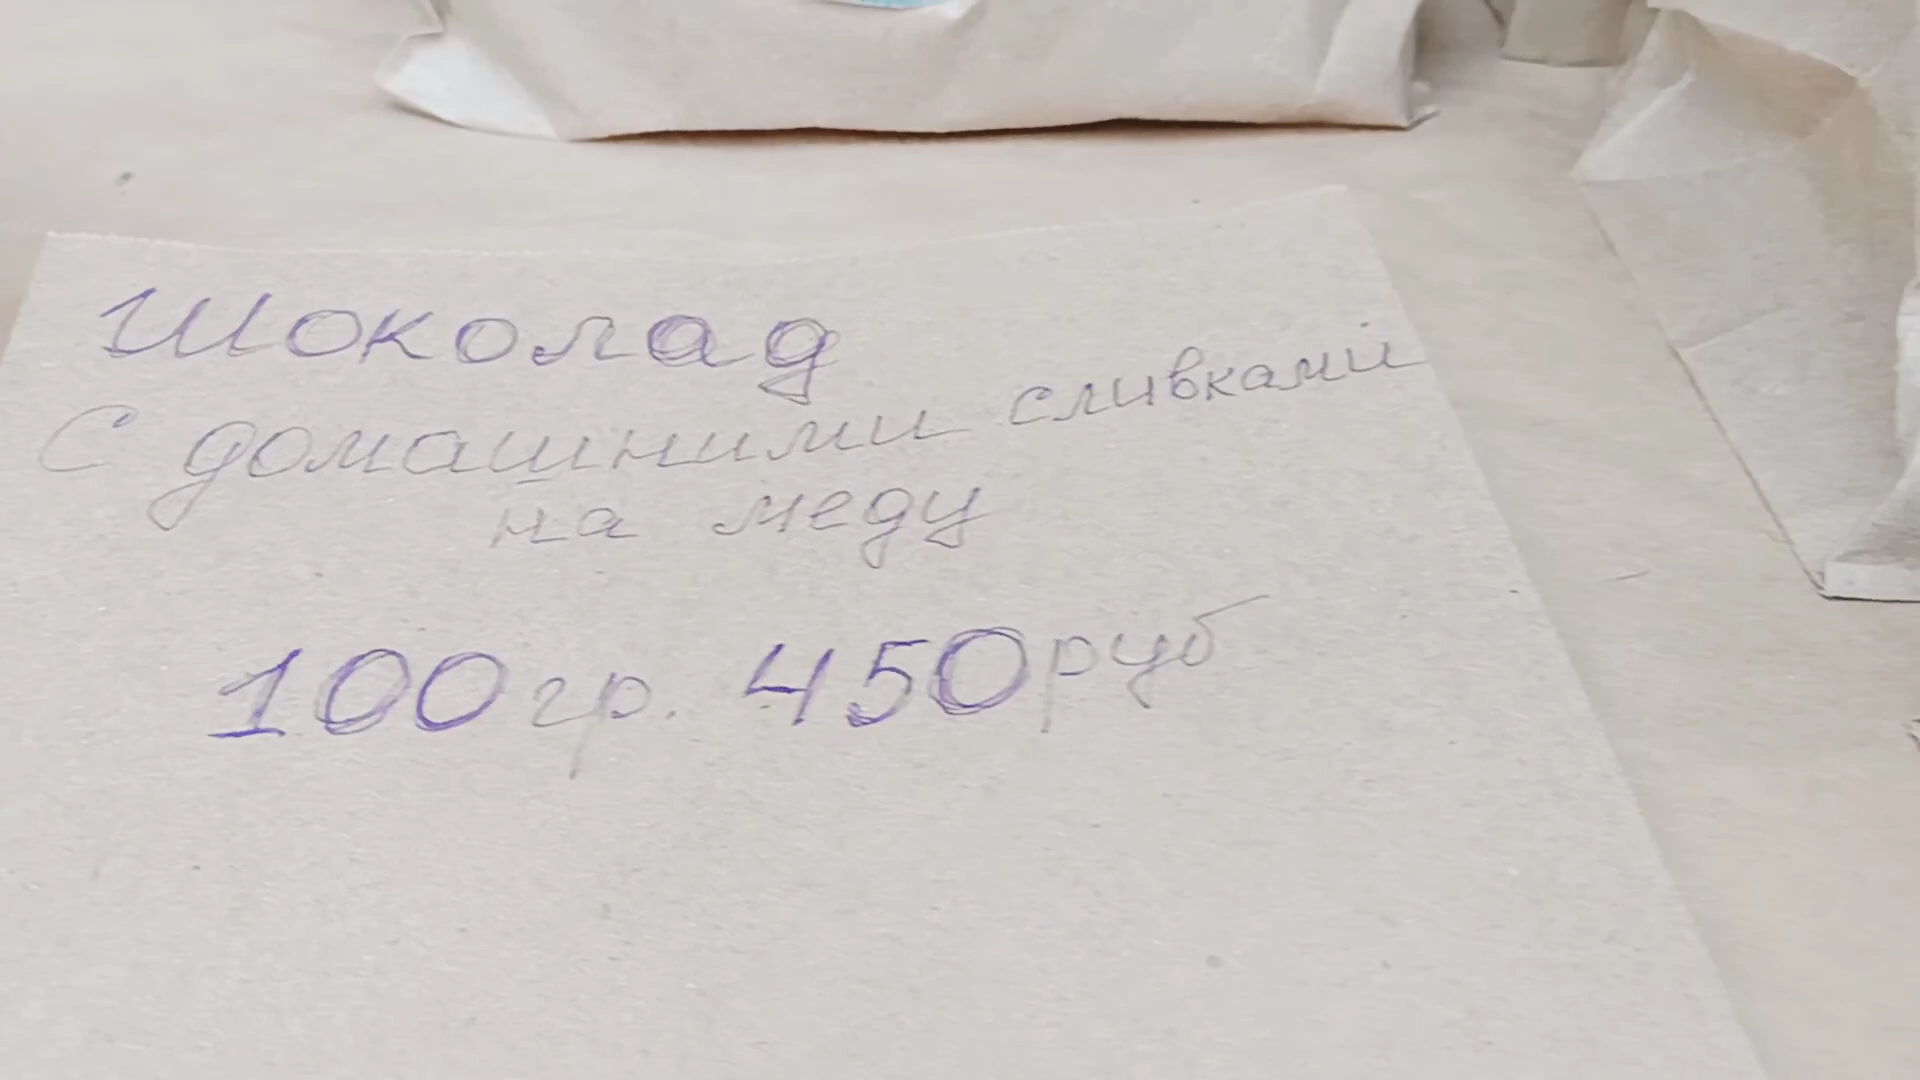 Шоколад
С домашними сливками
на меду
100гр. 450руб